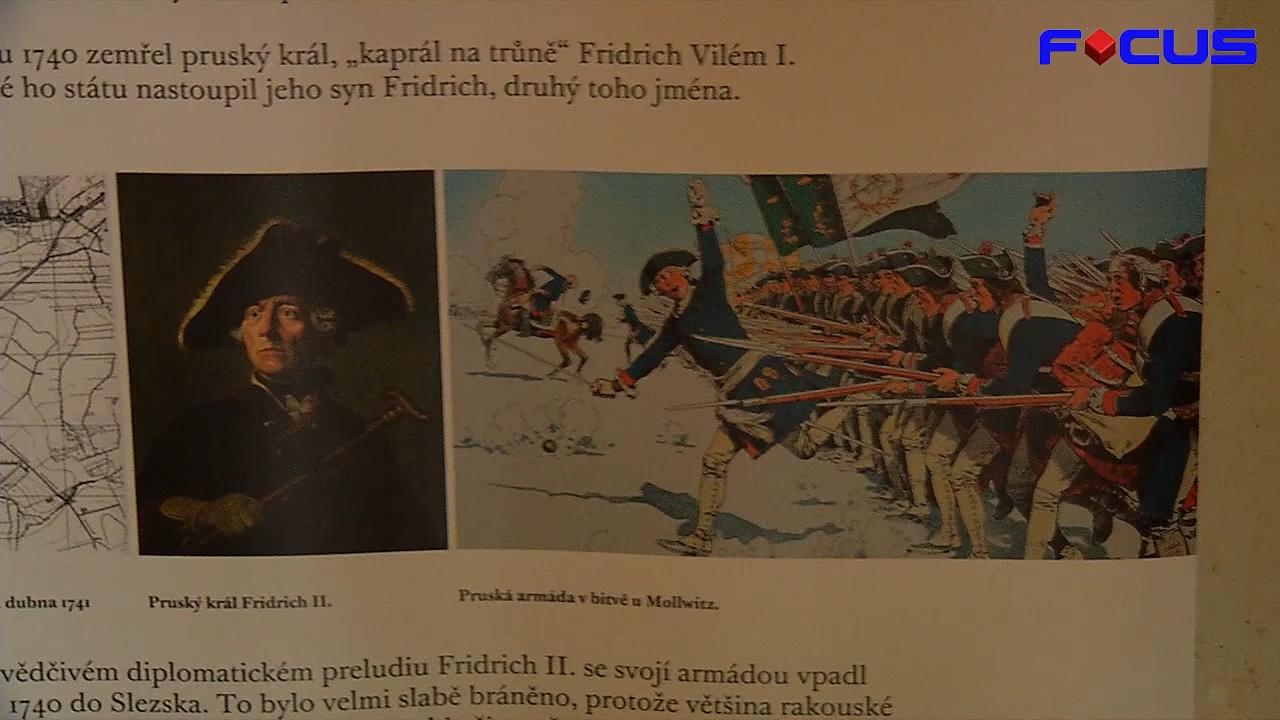 FOCUS
u 1740 zemřel pruský král, „kaprál na trůně“ Fridrich Vilém I.
é ho státu nastoupil jeho syn Fridrich, druhý toho jména.
dubna 1741
Pruský král Fridrich II.
Pruská armáda v bitvě u Mollwitz.
vědčivém diplomatickém preludiu Fridrich II. se svojí armádou vpadl
1740 do Slezska. To bylo velmi slabě bráněno, protože většina rakouské